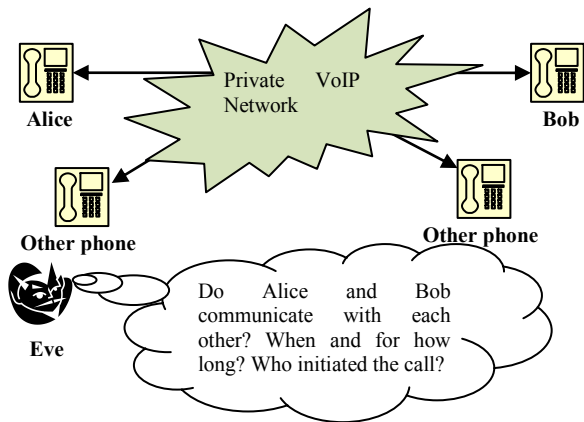 Private VoIP
Network
Alice
Bob
Other phone
Other phone
Eve
Do Alice and Bob
communicate with each
other? When and for how
long? Who initiated the call?